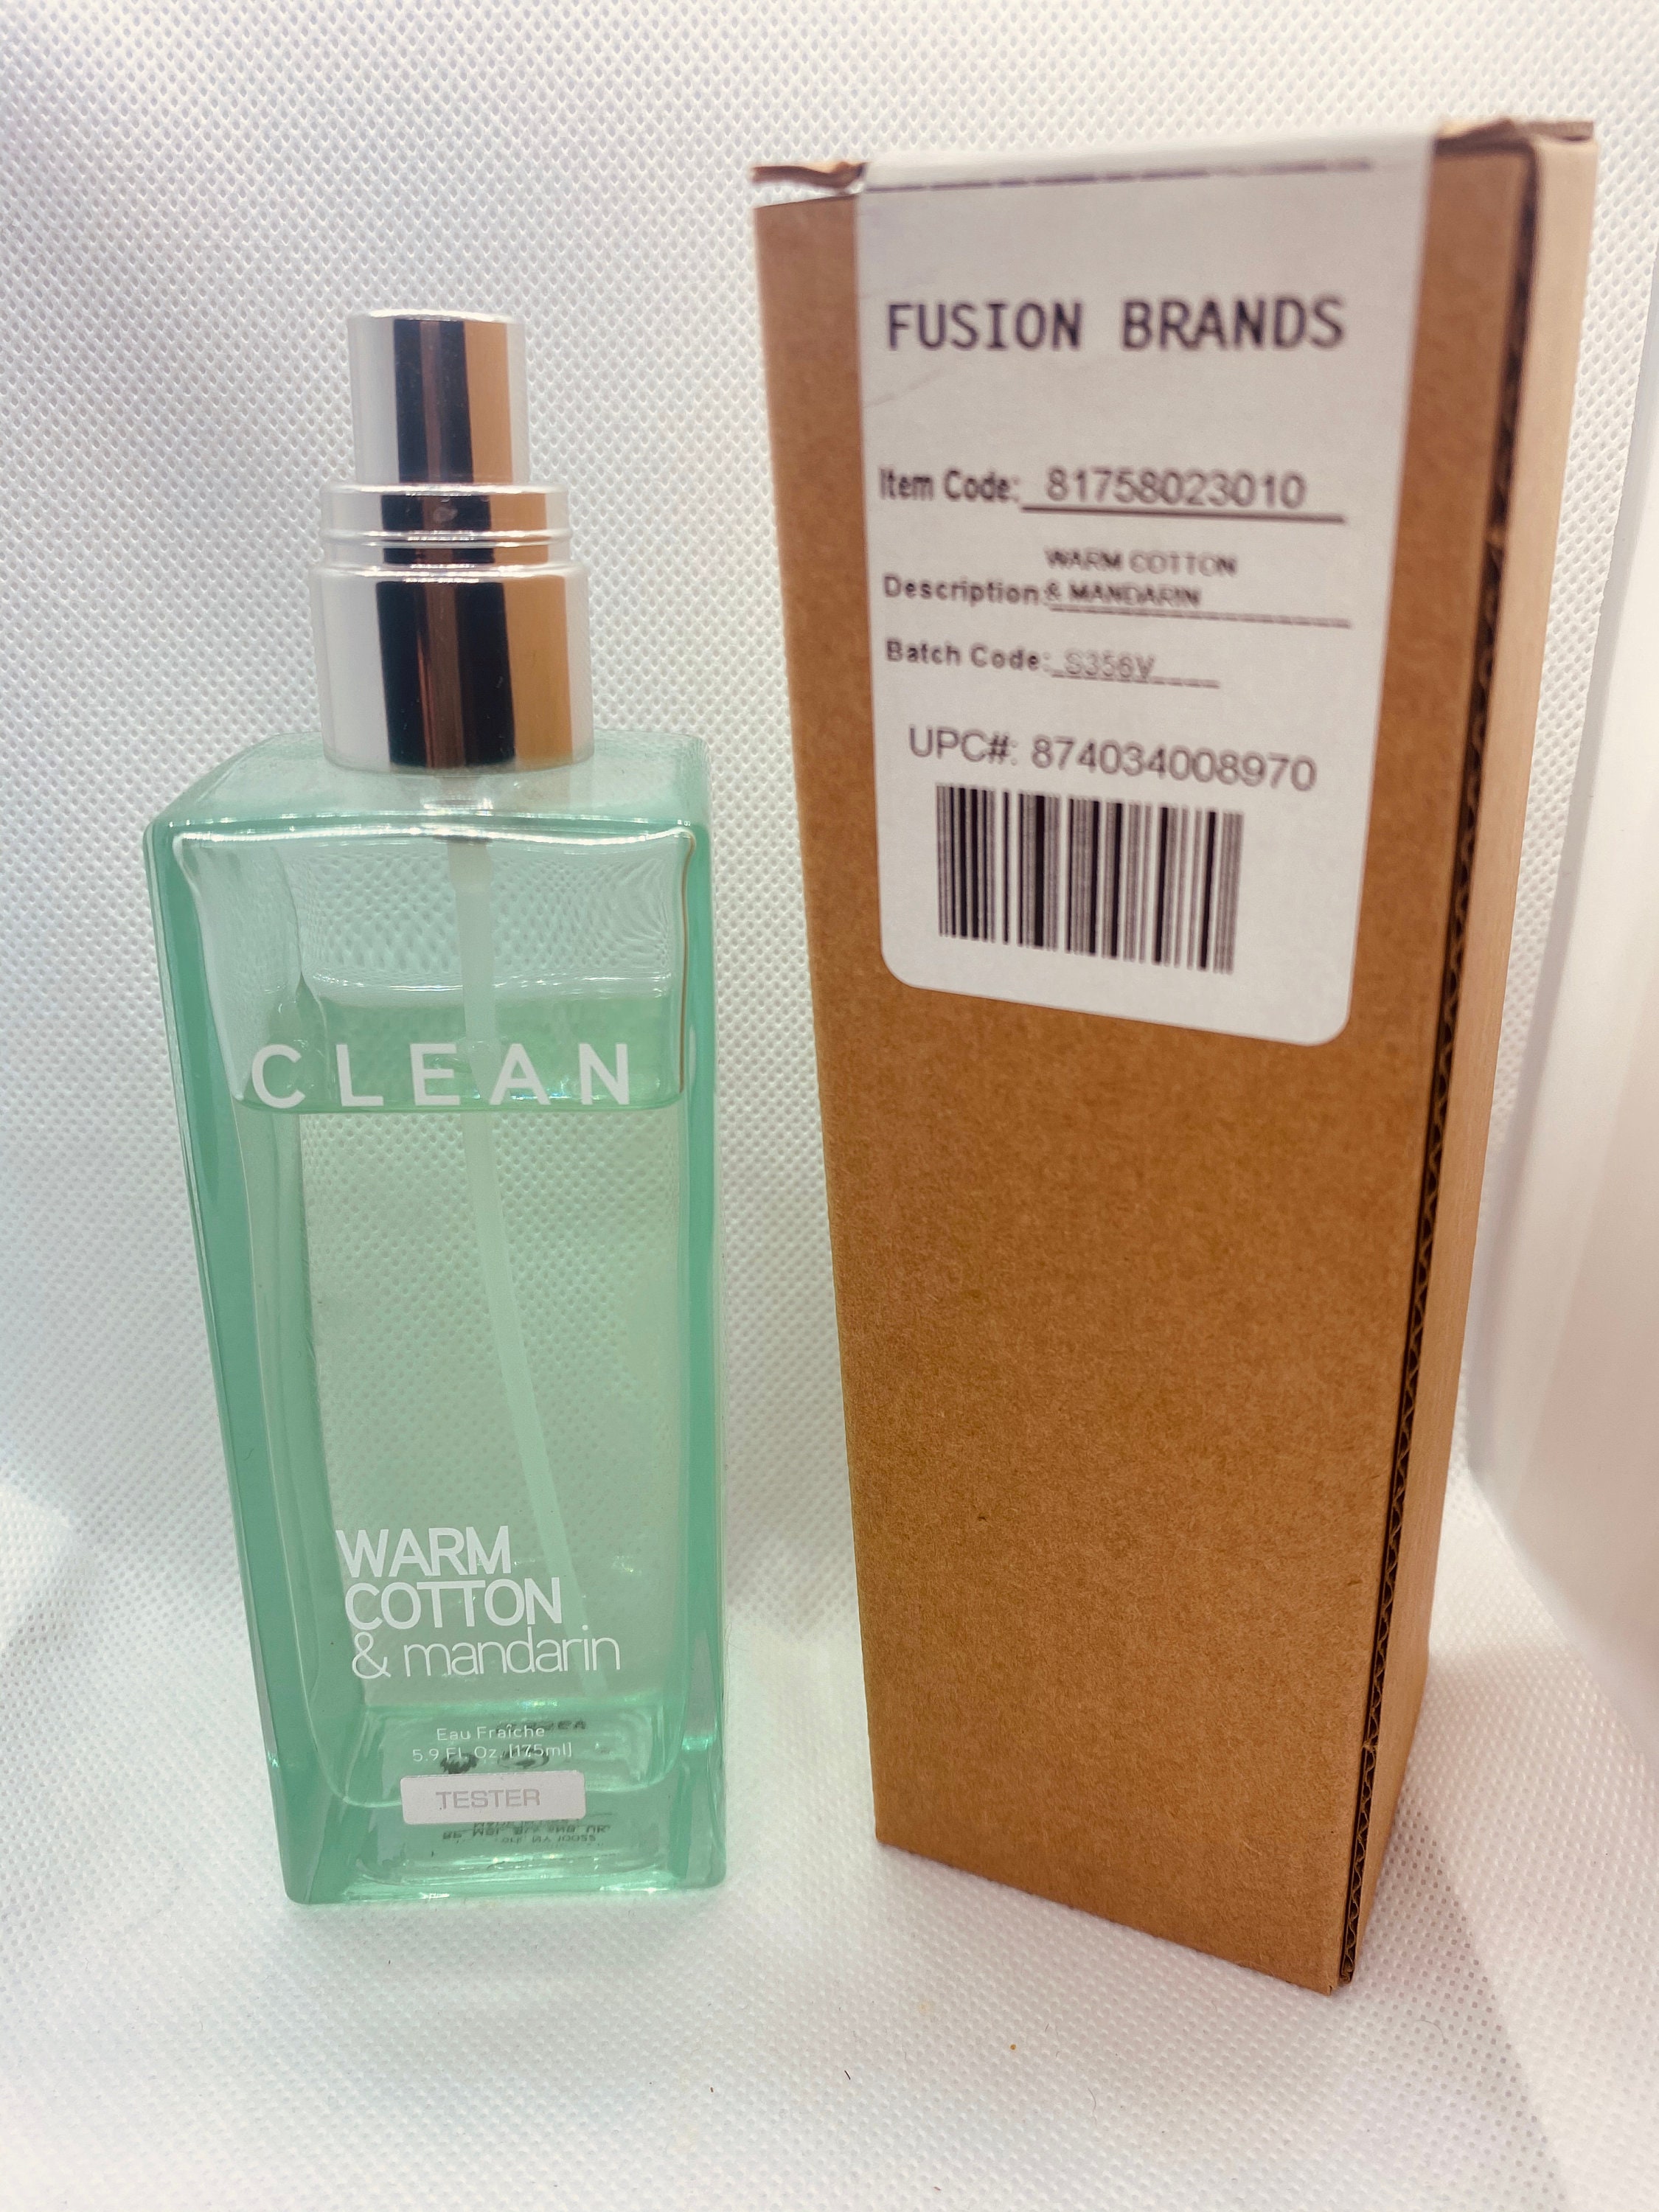 CLEAN
WARM
COTTON
& mandarin
Eau Fraîche
5.9 Fl. Oz. [175ml]
TESTER
FUSION BRANDS
Item Code: 81758023010
WARM COTTON
Description: & MANDARIN
Batch Code: S356V
UPC#: 874034008970